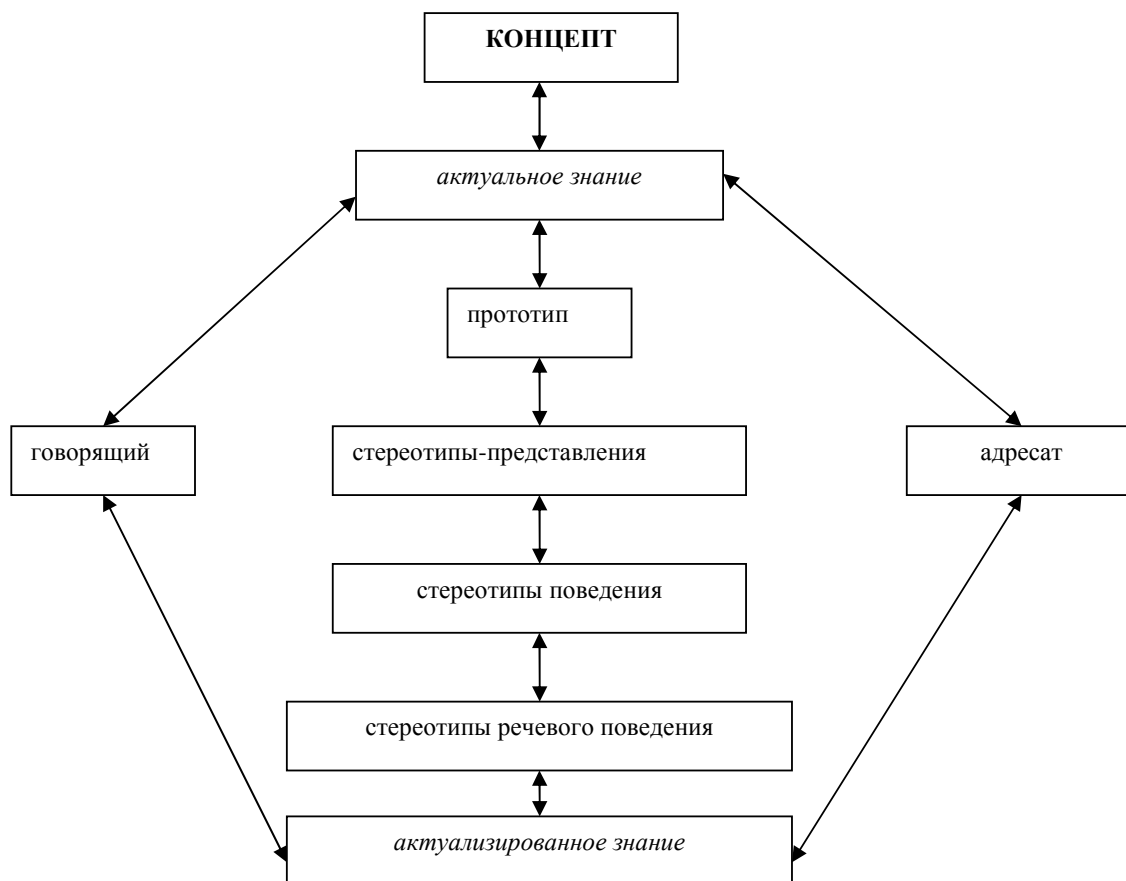 КОНЦЕПТ
актуальное знание
прототип
говорящий
стереотипы-представления
адресат
стереотипы поведения
стереотипы речевого поведения
актуализированное знание